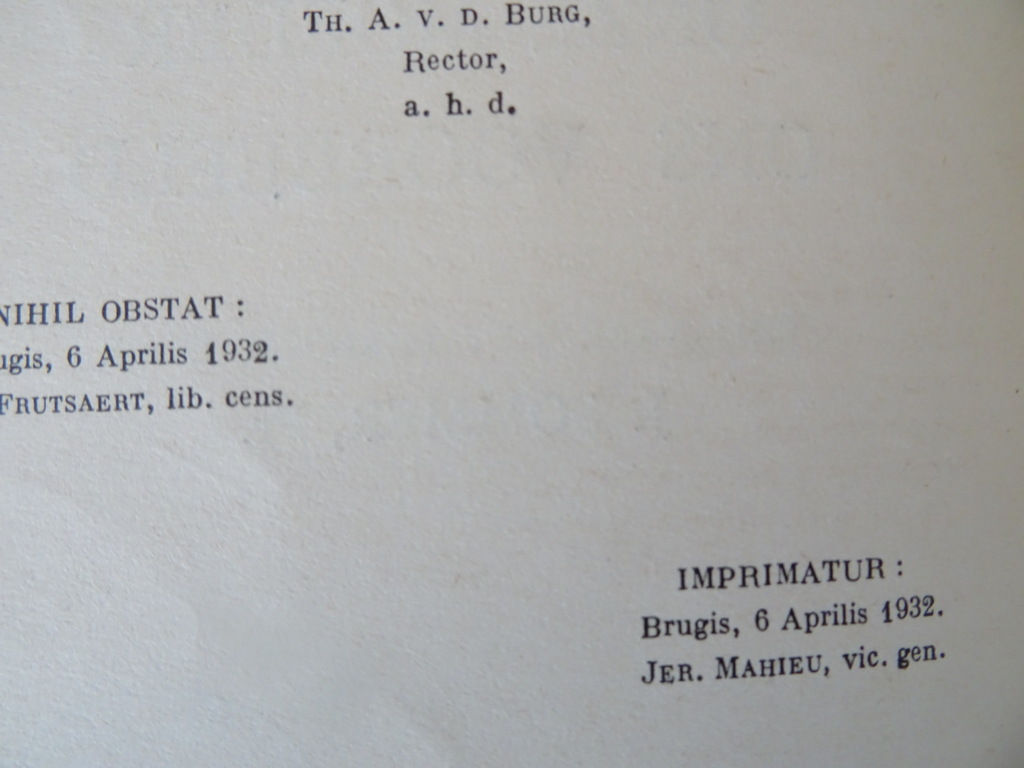 TH. A. V. D. BURG,
Rector,
a. h. d.
NIHIL OBSTAT :
6 Aprilis 1932.
FRUTSAERT, lib. cens.
IMPRIMATUR :
Brugis, 6 Aprilis 1932.
JER. MAHIEU, vic. gen.